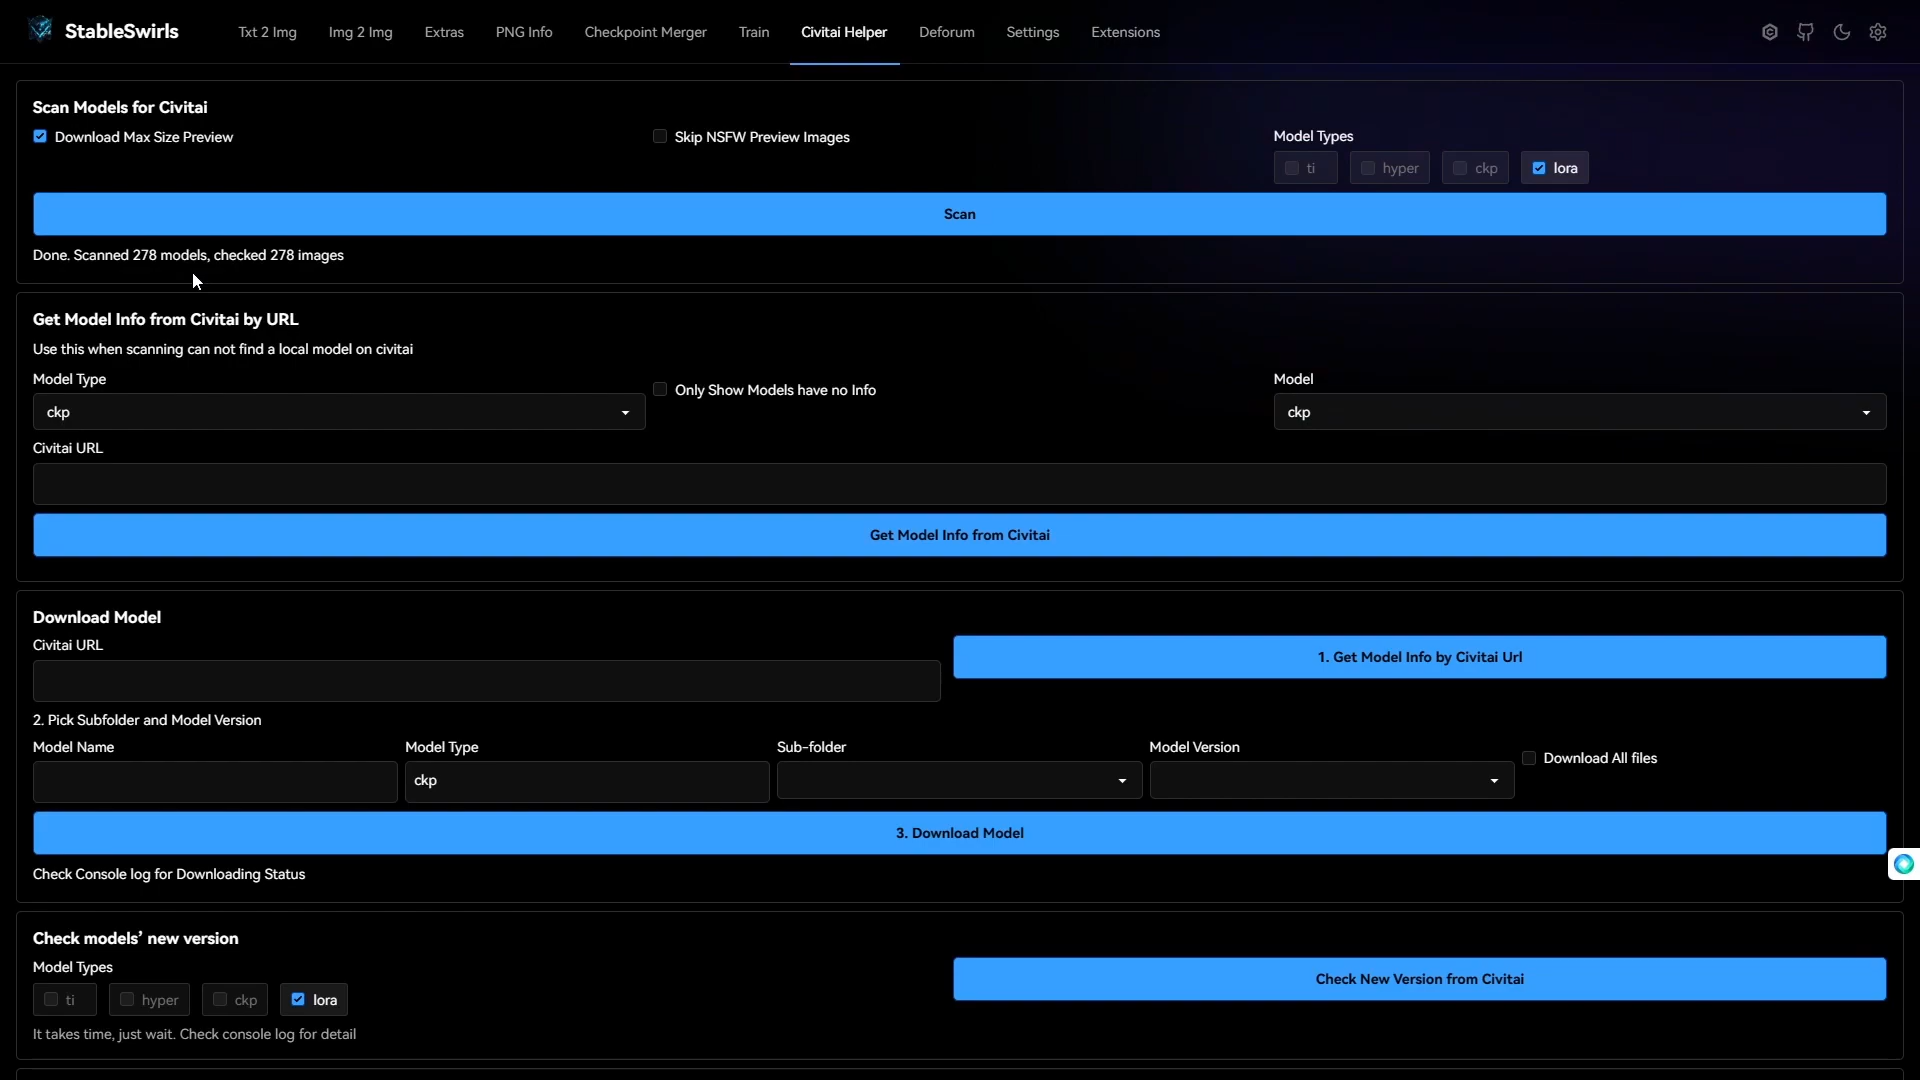 StableSwirls
Txt 2 Img Img 2 Img Extras PNG Info Checkpoint Merger Train Civitai Helper Deforum Settings Extensions
Scan Models for Civitai
Download Max Size Preview
Skip NSFW Preview Images
Model Types
ti hyper ckp lora
Scan
Done. Scanned 278 models, checked 278 images
Get Model Info from Civitai by URL
Use this when scanning can not find a local model on civitai
Model Type
ckp
Only Show Models have no Info
Model
ckp
Civitai URL
Get Model Info from Civitai
Download Model
Civitai URL
1. Get Model Info by Civitai Url
2. Pick Subfolder and Model Version
Model Name
Model Type
ckp
Sub-folder
Model Version
Download All files
3. Download Model
Check Console log for Downloading Status
Check models’ new version
Model Types
ti hyper ckp lora
Check New Version from Civitai
It takes time, just wait. Check console log for detail